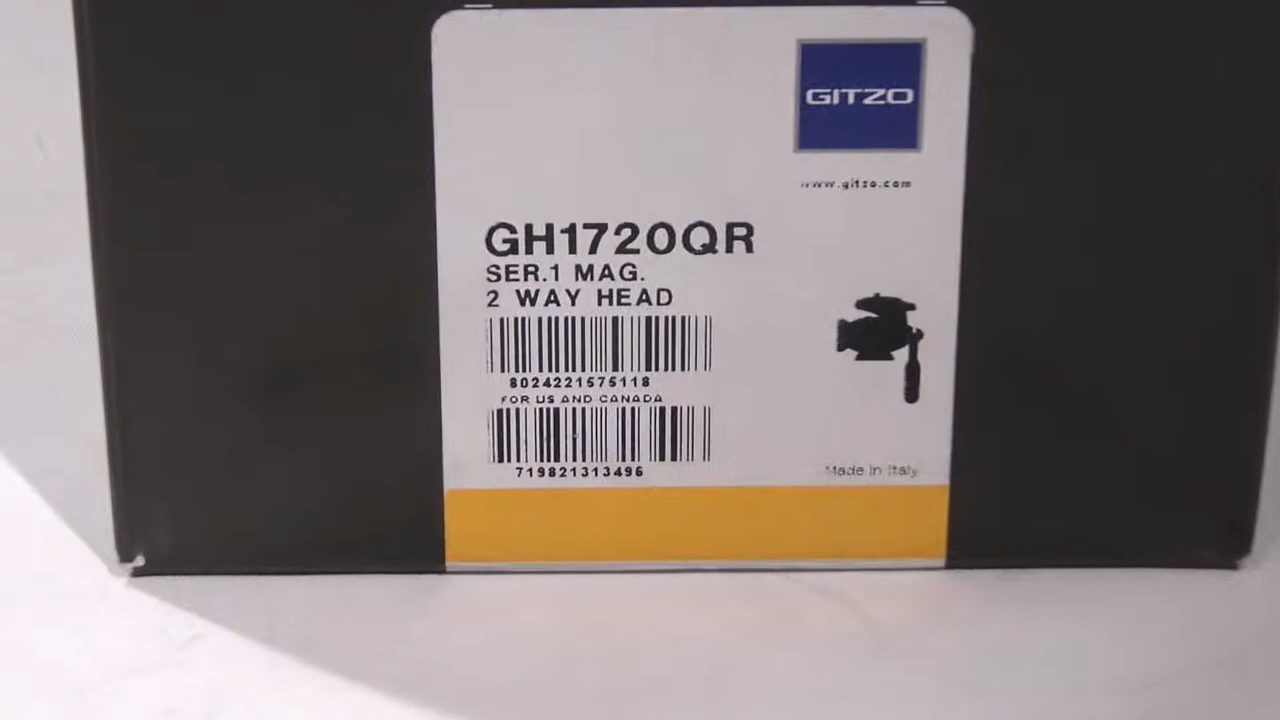 GITZO
www.gitzo.com
GH1720QR
SER.1 MAG.
2 WAY HEAD
8024221575118
FOR US AND CANADA
719821313496
Made in Italy